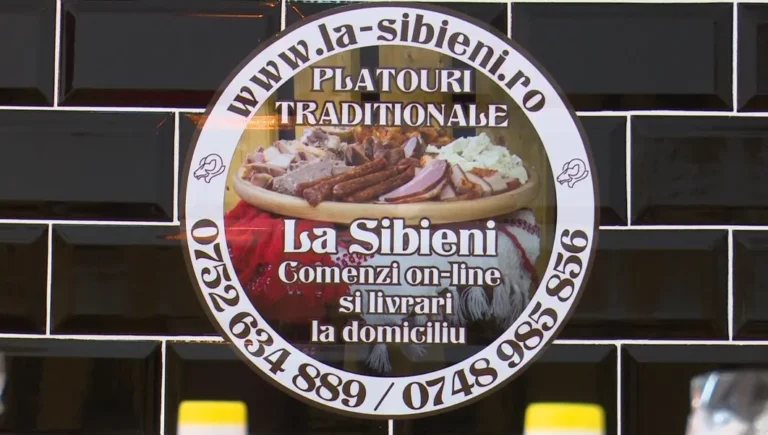 www.la-sibieni.ro
PLATOURI
TRADITIONALE
La Sibieni
Comenzi on-line
si livrari
la domiciliu
0752 634 889 / 0748 985 856